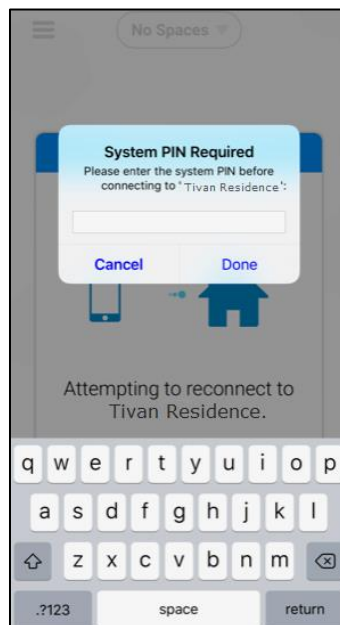 No Spaces
System PIN Required
Please enter the system PIN before
connecting to 'Tivan Residence':
Cancel Done
Attempting to reconnect to
Tivan Residence.
q w e r t y u i o p
a s d f g h j k l
z x c v b n m
.?123 space return